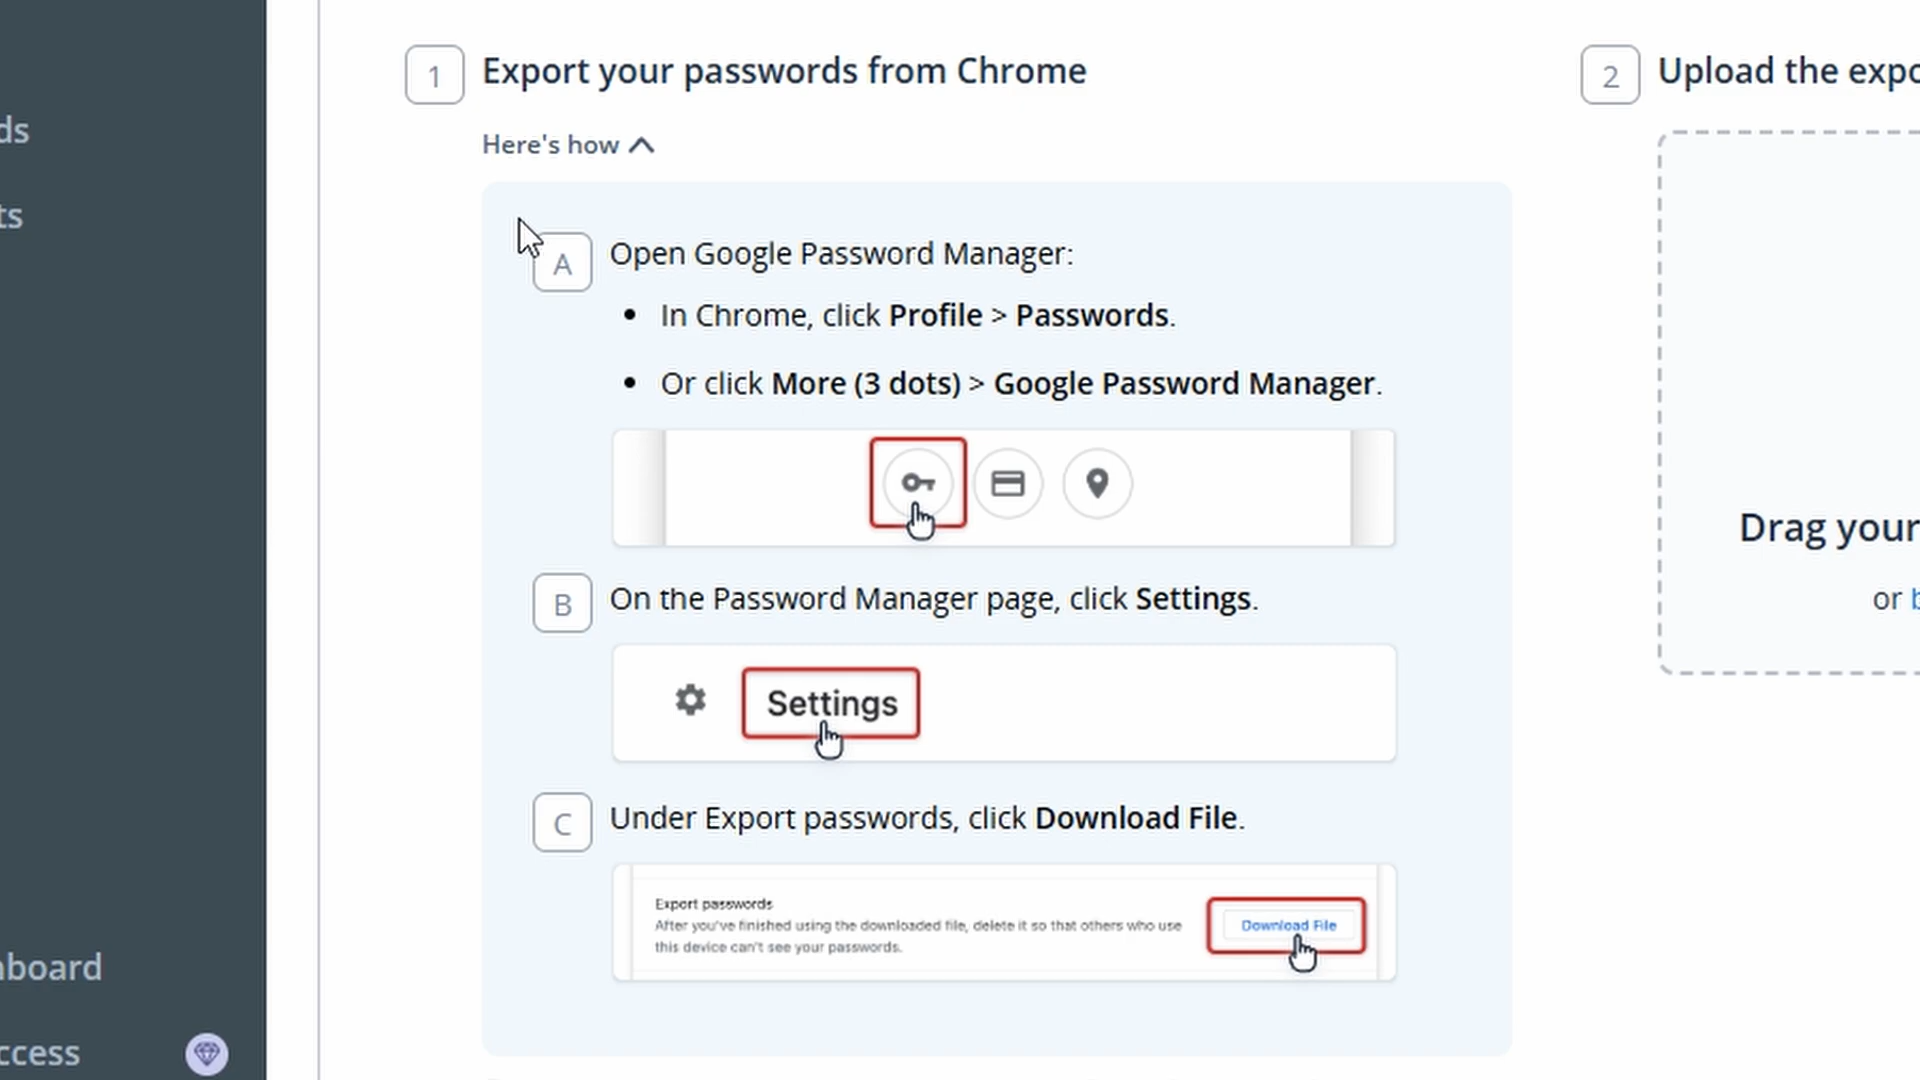 ds
ts
nboard
ccess
1 Export your passwords from Chrome
Here's how
A Open Google Password Manager:
• In Chrome, click Profile > Passwords.
• Or click More (3 dots) > Google Password Manager.
B On the Password Manager page, click Settings.
Settings
C Under Export passwords, click Download File.
Export passwords
After you've finished using the downloaded file, delete it so that others who use
this device can't see your passwords.
Download File
2 Upload the expo
Drag your
or b